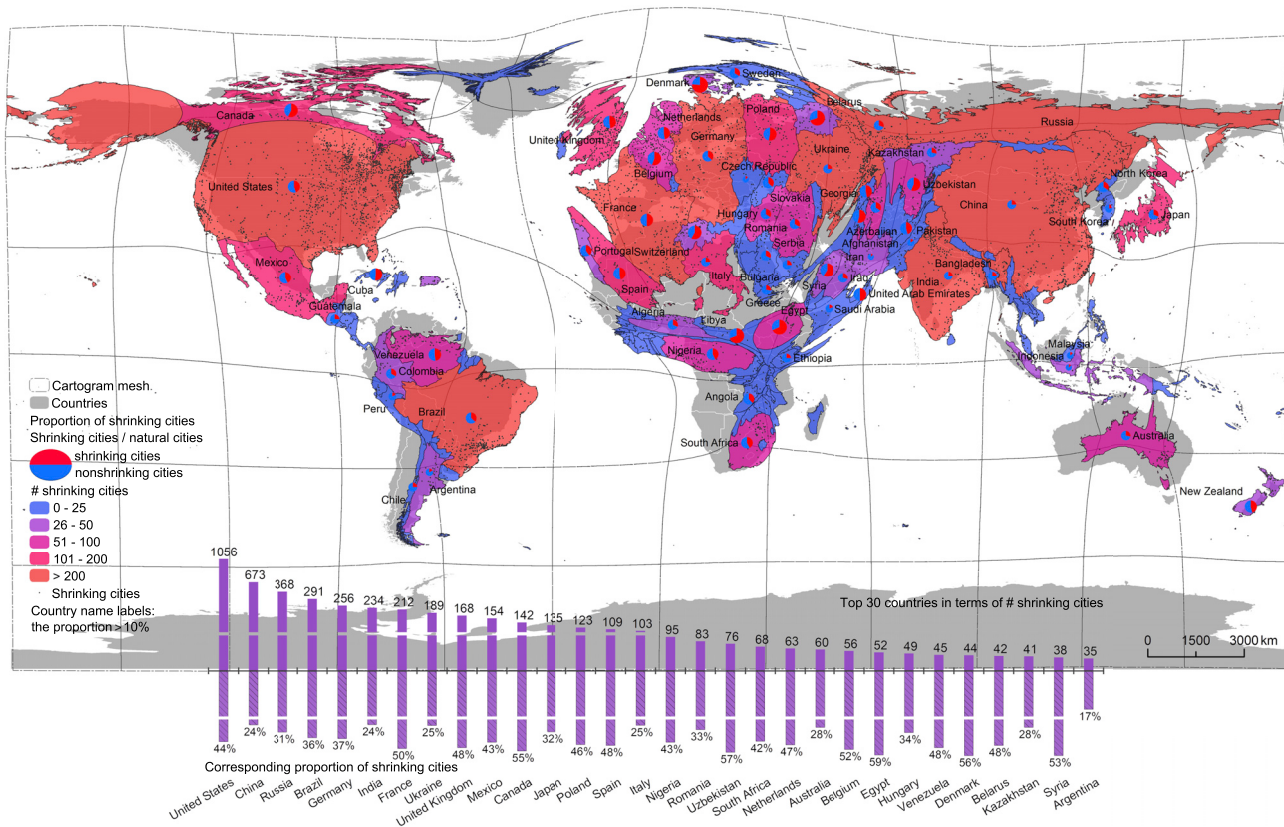 Denmark
Sweden
Belarus
Canada
Netherlands
Poland
Russia
United Kingdom
Germany
Ukraine
Kazakhstan
Belgium
Czech Republic
North Korea
United States
Georgia
Uzbekistan
Slovakia
France
Hungary
China
South Korea
Japan
Romania
Azerbaijan
Pakistan
Serbia
Afghanistan
Mexico
Portugal
Switzerland
Iran
Bangladesh
Italy
Bulgaria
Syria
Iraq
India
Cuba
Spain
Greece
United Arab Emirates
Guatemala
Algeria
Libya
Egypt
Saudi Arabia
Venezuela
Nigeria
Ethiopia
Malaysia
Indonesia
Colombia
Peru
Brazil
Angola
South Africa
Australia
Chile
Argentina
New Zealand
Cartogram mesh
Countries
Proportion of shrinking cities
Shrinking cities / natural cities
shrinking cities
nonshrinking cities
# shrinking cities
0 - 25
26 - 50
51 - 100
101 - 200
> 200
Shrinking cities
Country name labels:
the proportion > 10%
Top 30 countries in terms of # shrinking cities
0 1500 3000 km
1056 673 368 291 256 234 212 189 168 154 142 135 123 109 103 95 83 76 68 63 60 56 52 49 45 44 42 41 38 35
44% 24% 31% 36% 37% 24% 50% 25% 48% 43% 55% 32% 46% 48% 25% 43% 33% 57% 42% 47% 28% 52% 59% 34% 48% 56% 48% 28% 53% 17%
Corresponding proportion of shrinking cities
United States China Russia Brazil Germany India France Ukraine United Kingdom Mexico Canada Japan Poland Spain Italy Nigeria Romania Uzbekistan South Africa Netherlands Australia Belgium Egypt Hungary Venezuela Denmark Belarus Kazakhstan Syria Argentina